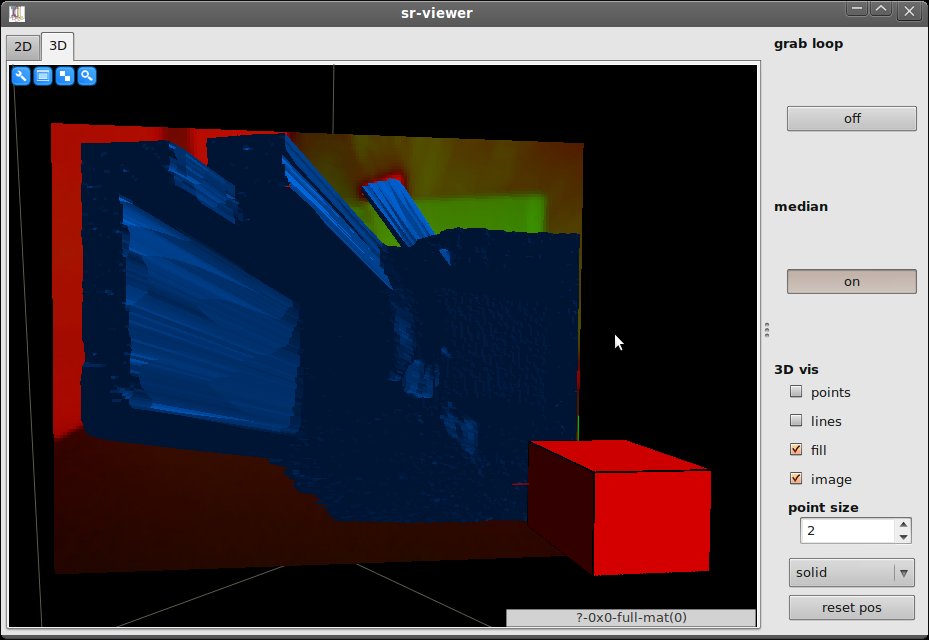 sr-viewer
2D
3D
grab loop
off
median
on
3D vis
points
lines
fill
image
point size
2
solid
reset pos
?-0x0-full-mat(0)